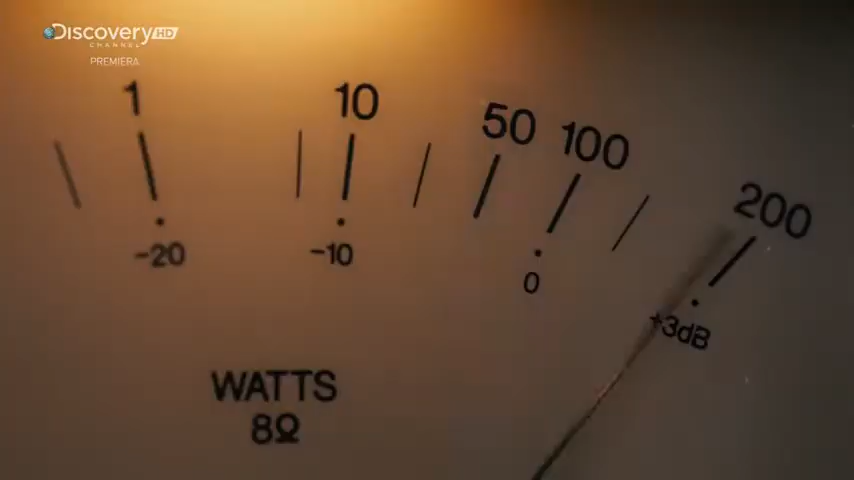 Discovery HD
CHANNEL
PREMIERA
1 10 50 100 200
-20 -10 0 +3dB
WATTS
8Ω